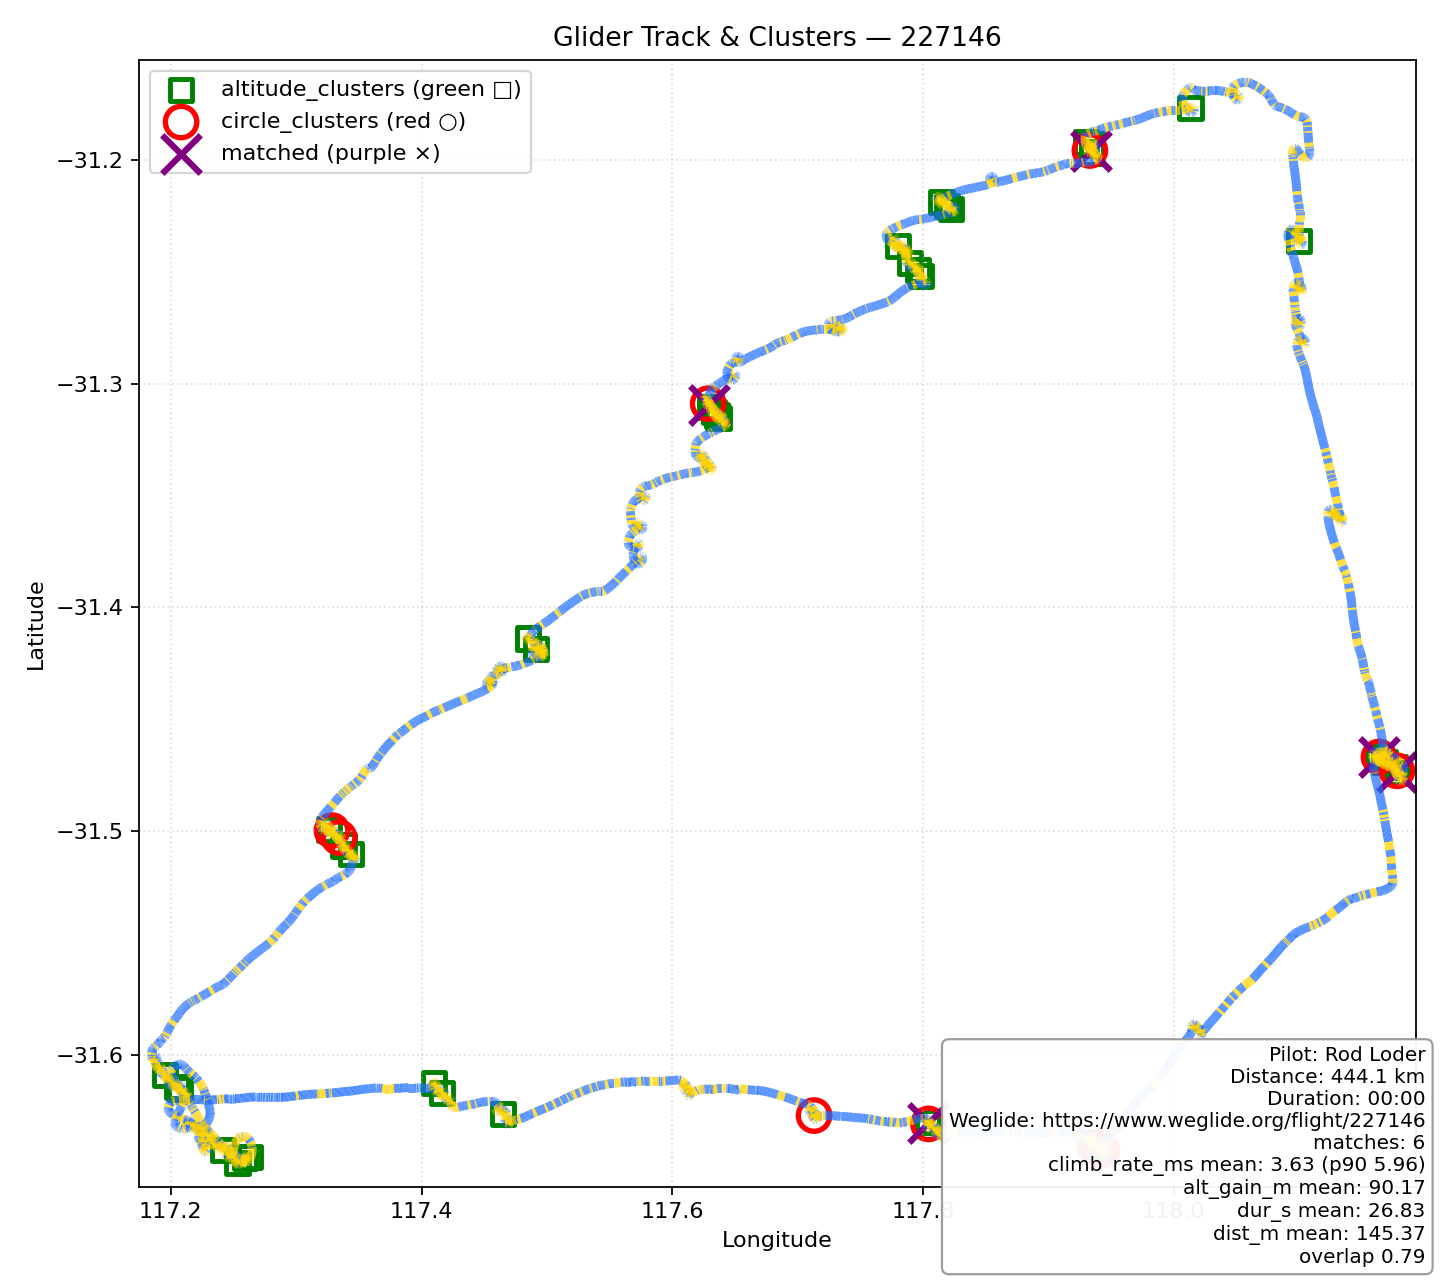 Glider Track & Clusters — 227146
altitude_clusters (green □)
circle_clusters (red ○)
matched (purple ×)
−31.2
−31.3
−31.4
−31.5
−31.6
Latitude
117.2
117.4
117.6
117.8
118.0
Longitude
Pilot: Rod Loder
Distance: 444.1 km
Duration: 00:00
Weglide: https://www.weglide.org/flight/227146
matches: 6
climb_rate_ms mean: 3.63 (p90 5.96)
alt_gain_m mean: 90.17
dur_s mean: 26.83
dist_m mean: 145.37
overlap 0.79